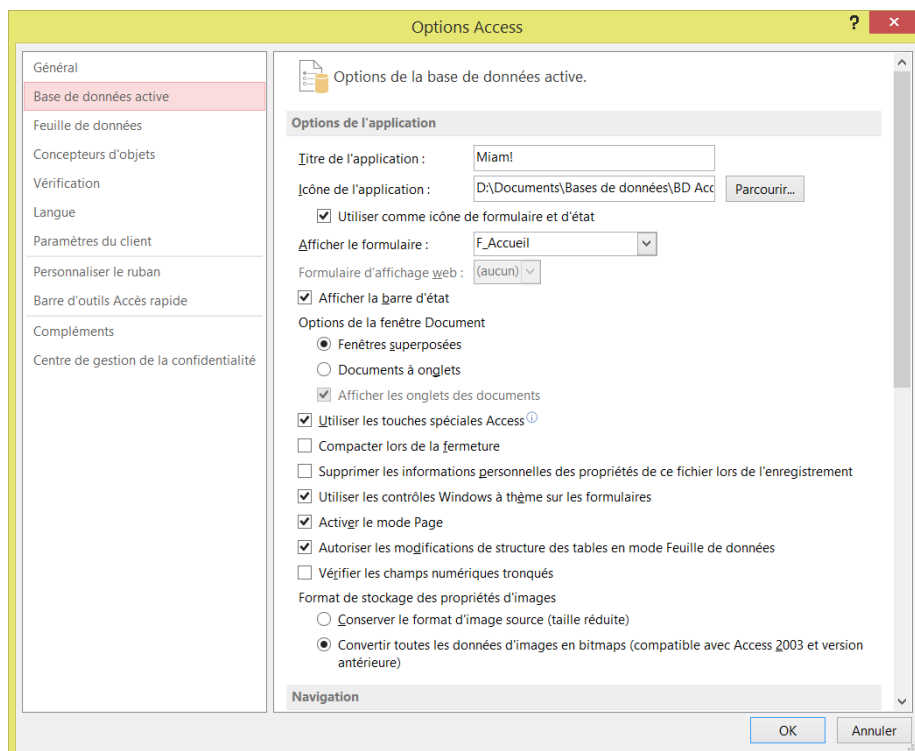 Options Access
?
Général
Base de données active
Feuille de données
Concepteurs d'objets
Vérification
Langue
Paramètres du client
Personnaliser le ruban
Barre d'outils Accès rapide
Compléments
Centre de gestion de la confidentialité
Options de la base de données active.
Options de l'application
Titre de l'application : Miam!
Icône de l'application : D:\Documents\Bases de données\BD Acc Parcourir...
Utiliser comme icône de formulaire et d'état
Afficher le formulaire : F_Accueil
Formulaire d'affichage web : (aucun)
Afficher la barre d'état
Options de la fenêtre Document
Fenêtres superposées
Documents à onglets
Afficher les onglets des documents
Utiliser les touches spéciales Access
Compacter lors de la fermeture
Supprimer les informations personnelles des propriétés de ce fichier lors de l'enregistrement
Utiliser les contrôles Windows à thème sur les formulaires
Activer le mode Page
Autoriser les modifications de structure des tables en mode Feuille de données
Vérifier les champs numériques tronqués
Format de stockage des propriétés d'images
Conserver le format d'image source (taille réduite)
Convertir toutes les données d'images en bitmaps (compatible avec Access 2003 et version
antérieure)
Navigation
OK Annuler